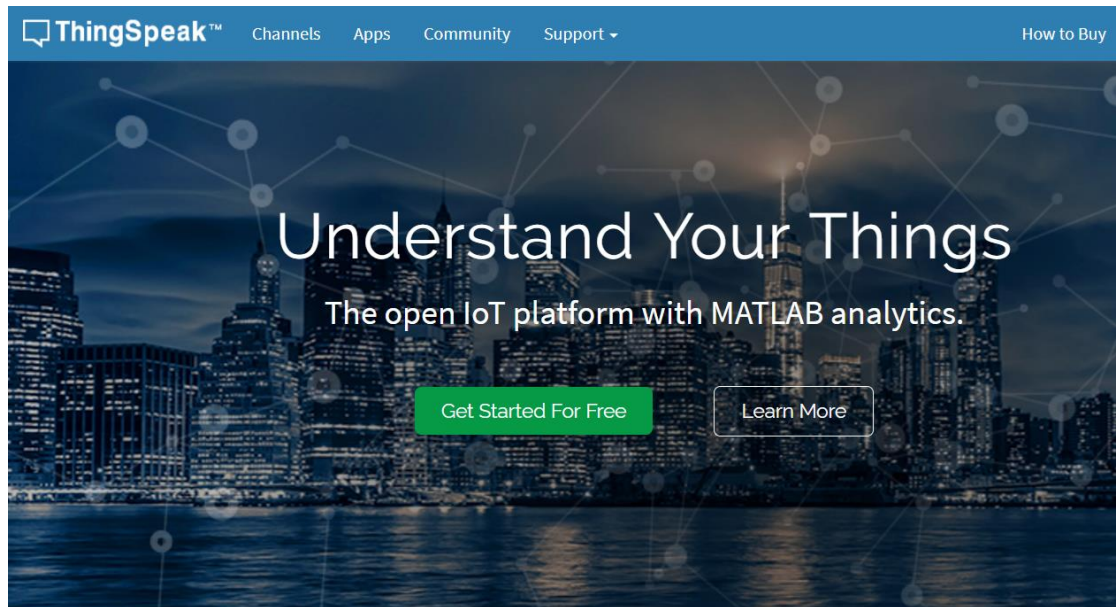 ThingSpeak™ Channels Apps Community Support How to Buy
Understand Your Things
The open IoT platform with MATLAB analytics.
Get Started For Free Learn More